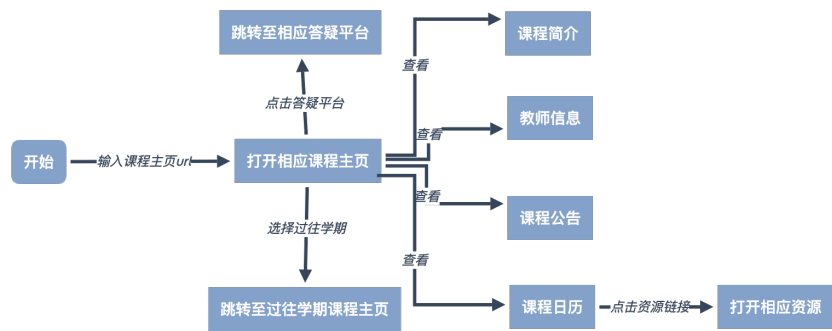 跳转至相应答疑平台
课程简介
查看
点击答疑平台
教师信息
查看
开始
输入课程主页url
打开相应课程主页
查看
课程公告
选择过往学期
查看
跳转至过往学期课程主页
课程日历
点击资源链接
打开相应资源